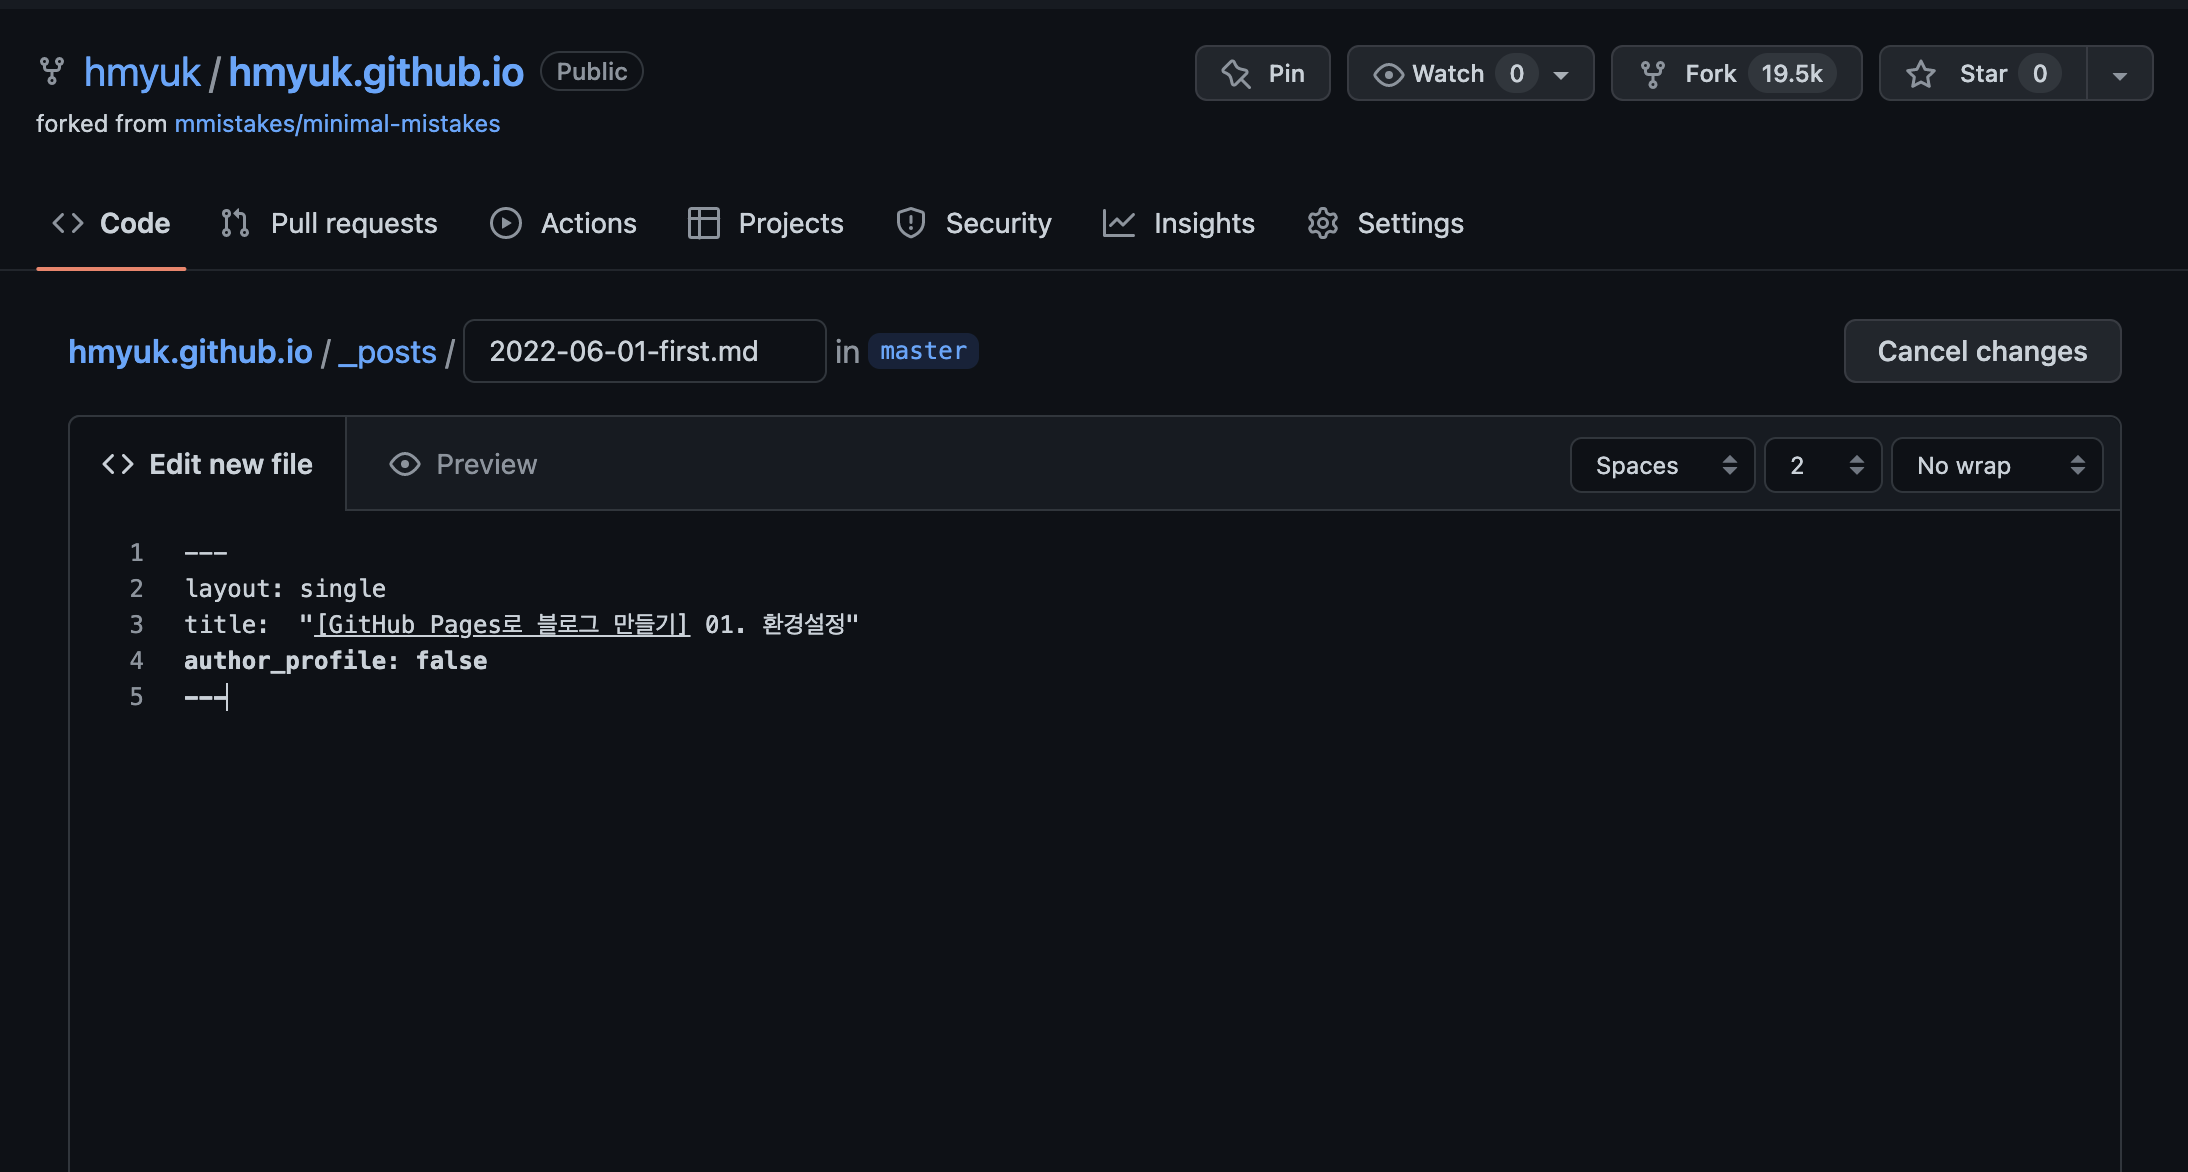 hmyuk / hmyuk.github.io Public Pin Watch 0 Fork 19.5k Star 0
forked from mmistakes/minimal-mistakes
Code Pull requests Actions Projects Security Insights Settings
hmyuk.github.io / _posts / 2022-06-01-first.md in master Cancel changes
Edit new file Preview Spaces 2 No wrap
1 ---
2 layout: single
3 title:  "[GitHub Pages로 블로그 만들기] 01. 환경설정"
4 author_profile: false
5 ---